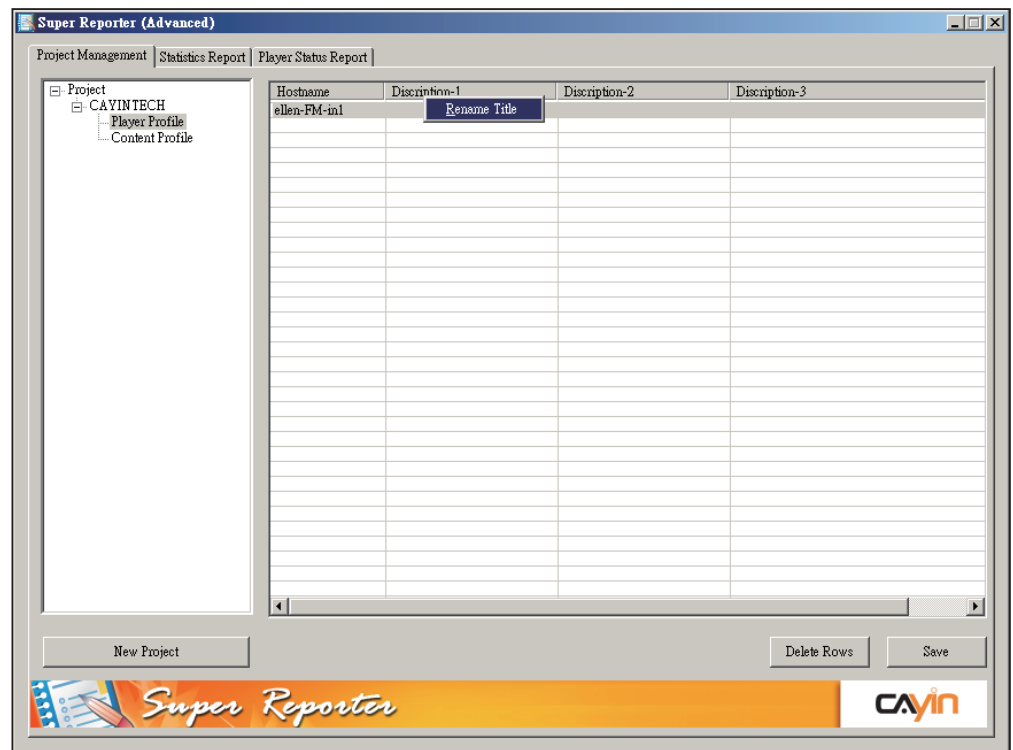 Super Reporter (Advanced)
Project Management Statistics Report Player Status Report
Project
CAYINTECH
Player Profile
Content Profile
Hostname Discription-1 Discription-2 Discription-3
Rename Title
ellen-FM-in1
New Project
Delete Rows Save
Super Reporter
CAYIN